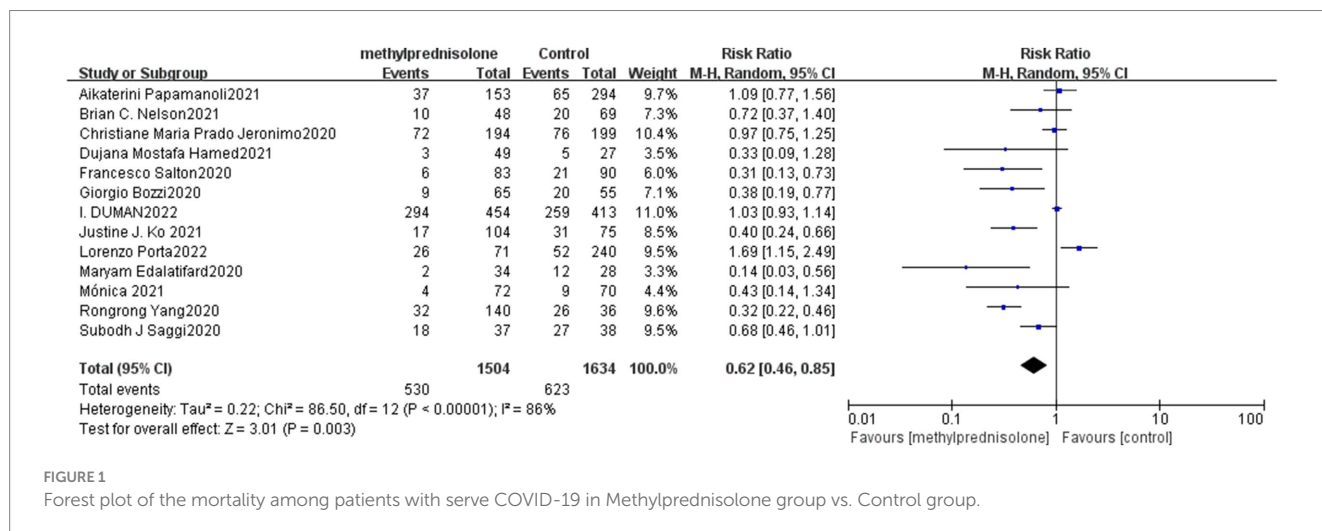 methylprednisolone Control Risk Ratio Risk Ratio
Study or Subgroup Events Total Events Total Weight M-H, Random, 95% CI M-H, Random, 95% CI
Aikaterini Papamanoli2021 37 153 65 294 9.7% 1.09 [0.77, 1.56]
Brian C. Nelson2021 10 48 20 69 7.3% 0.72 [0.37, 1.40]
Christiane Maria Prado Jeronimo2020 72 194 76 199 10.4% 0.97 [0.75, 1.25]
Dujana Mostafa Hamed2021 3 49 5 27 3.5% 0.33 [0.09, 1.28]
Francesco Salton2020 6 83 21 90 6.0% 0.31 [0.13, 0.73]
Giorgio Bozzi2020 9 65 20 55 7.1% 0.38 [0.19, 0.77]
I. DUMAN2022 294 454 259 413 11.0% 1.03 [0.93, 1.14]
Justine J. Ko 2021 17 104 31 75 8.5% 0.40 [0.24, 0.66]
Lorenzo Porta2022 26 71 52 240 9.5% 1.69 [1.15, 2.49]
Maryam Edalatifard2020 2 34 12 28 3.3% 0.14 [0.03, 0.56]
Mónica 2021 4 72 9 70 4.4% 0.43 [0.14, 1.34]
Rongrong Yang2020 32 140 26 36 9.6% 0.32 [0.22, 0.46]
Subodh J Saggi2020 18 37 27 38 9.5% 0.68 [0.46, 1.01]
Total (95% CI) 1504 1634 100.0% 0.62 [0.46, 0.85]
Total events 530 623
Heterogeneity: Tau² = 0.22; Chi² = 86.50, df = 12 (P < 0.00001); I² = 86%
Test for overall effect: Z = 3.01 (P = 0.003)
0.01 0.1 1 10 100
Favours [methylprednisolone] Favours [control]
FIGURE 1
Forest plot of the mortality among patients with serve COVID-19 in Methylprednisolone group vs. Control group.